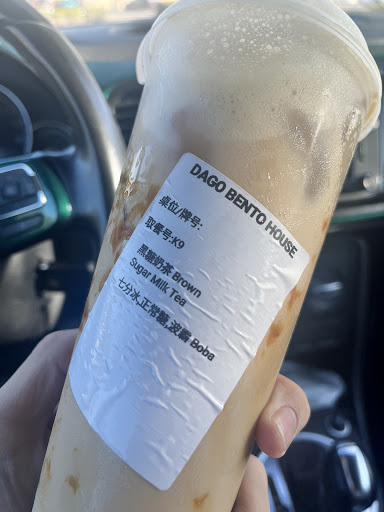 DAGO BENTO HOUSE
桌位/牌号:
取餐号:K9
黑糖奶茶 Brown
Sugar Milk Tea
七分冰,正常糖,波霸 Boba